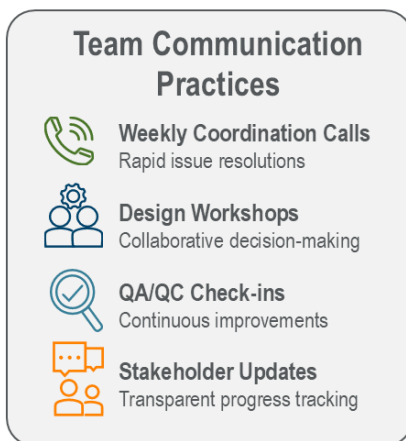 Team Communication
Practices
Weekly Coordination Calls
Rapid issue resolutions
Design Workshops
Collaborative decision-making
QA/QC Check-ins
Continuous improvements
Stakeholder Updates
Transparent progress tracking